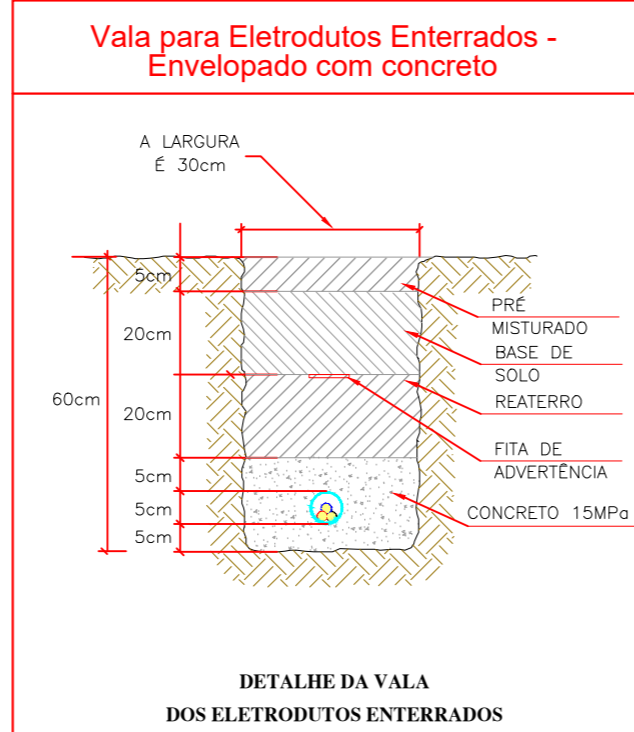 Vala para Eletrodutos Enterrados -
Envelopado com concreto
A LARGURA
É 30cm
5cm
20cm
60cm
20cm
5cm
5cm
5cm
PRÉ
MISTURADO
BASE DE
SOLO
REATERRO
FITA DE
ADVERTÊNCIA
CONCRETO 15MPa
DETALHE DA VALA
DOS ELETRODUTOS ENTERRADOS